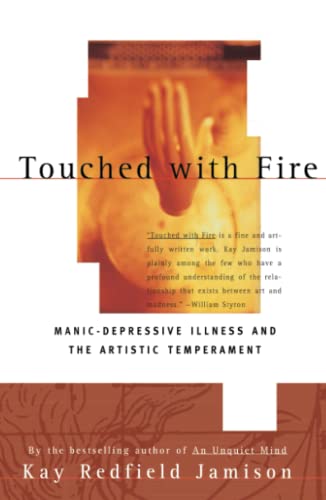 Touched with Fire
"Touched with Fire is a fine and art-
fully written work. Kay Jamison is
plainly among the few who have a
profound understanding of the rela-
tionship that exists between art and
madness." —William Styron
MANIC-DEPRESSIVE ILLNESS AND
THE ARTISTIC TEMPERAMENT
By the bestselling author of An Unquiet Mind
Kay Redfield Jamison